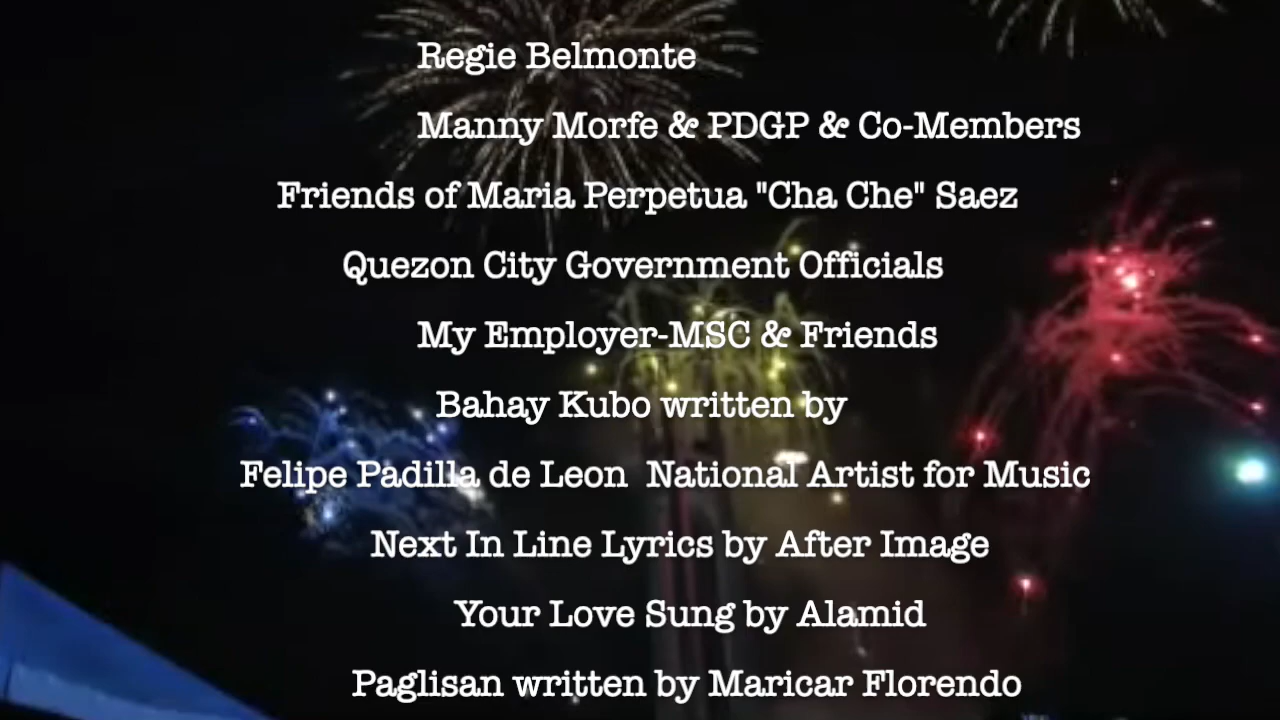 Regie Belmonte
Manny Morfe & PDGP & Co-Members
Friends of Maria Perpetua "Cha Che" Saez
Quezon City Government Officials
My Employer-MSC & Friends
Bahay Kubo written by
Felipe Padilla de Leon  National Artist for Music
Next In Line Lyrics by After Image
Your Love Sung by Alamid
Paglisan written by Maricar Florendo